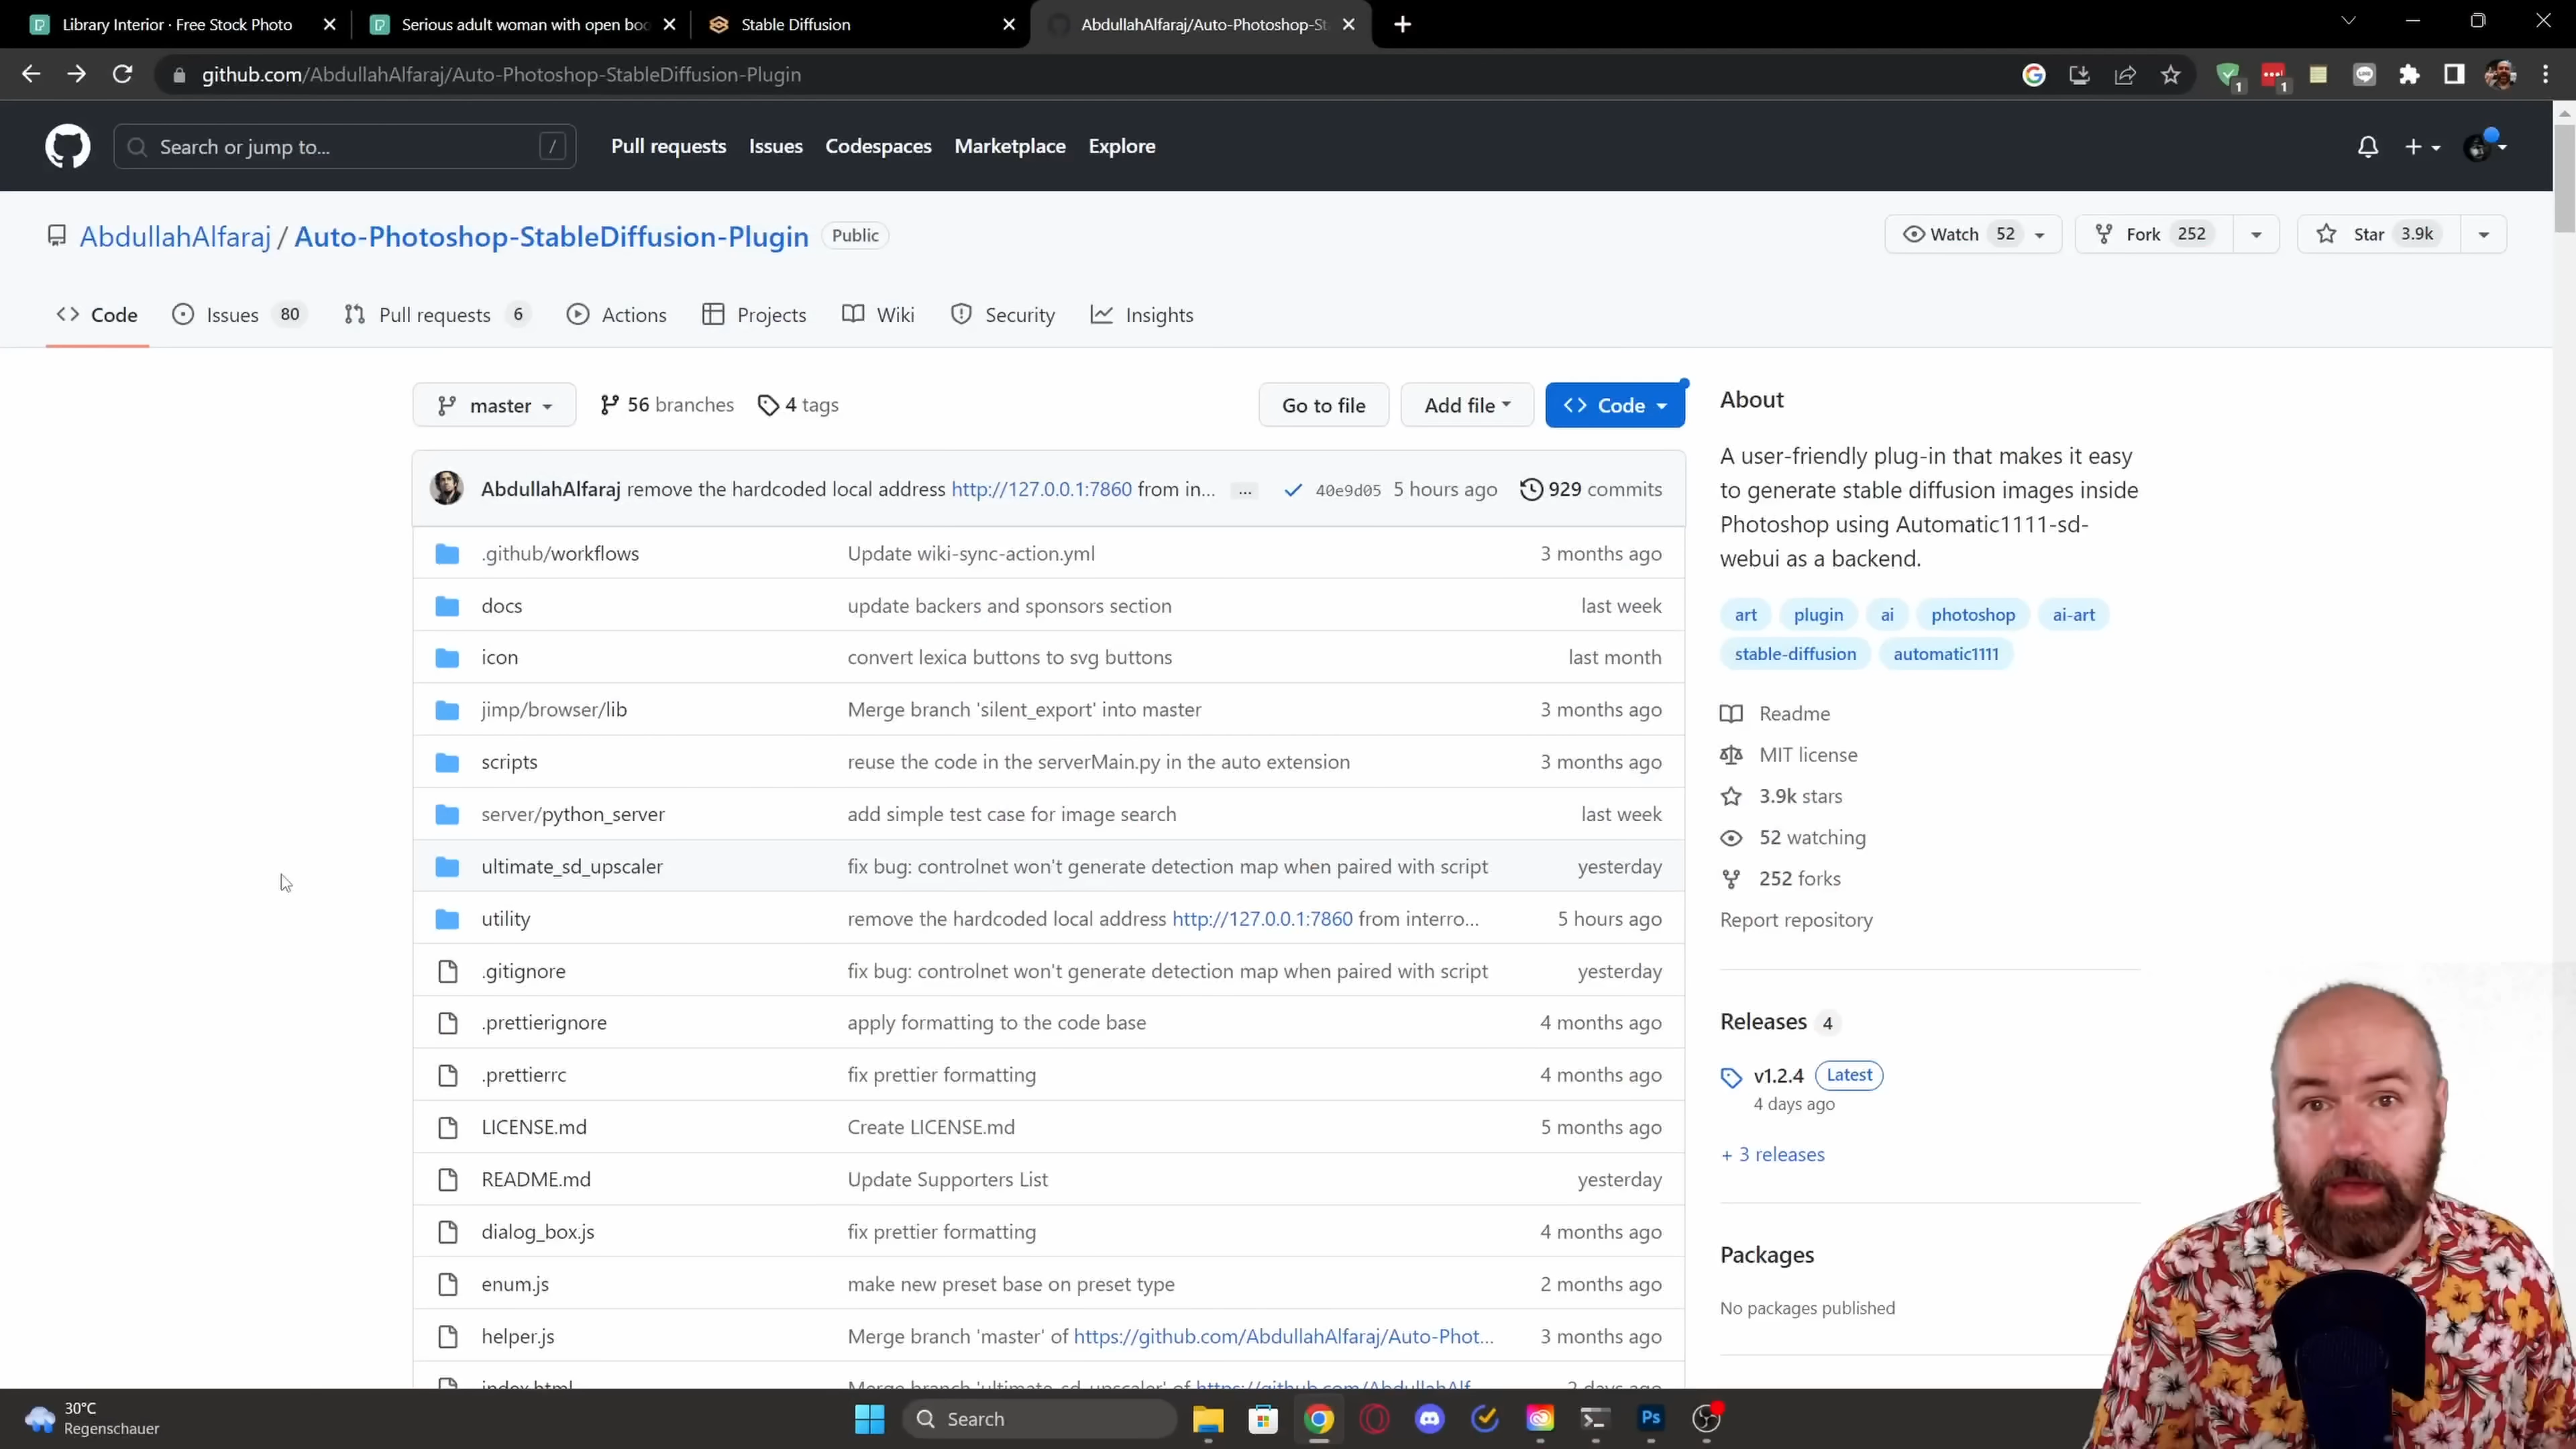 Library Interior · Free Stock Photo
Serious adult woman with open boo
Stable Diffusion
AbdullahAlfaraj/Auto-Photoshop-St
github.com/AbdullahAlfaraj/Auto-Photoshop-StableDiffusion-Plugin
1
1
Search or jump to...
/
Pull requests
Issues
Codespaces
Marketplace
Explore
AbdullahAlfaraj / Auto-Photoshop-StableDiffusion-Plugin
Public
Watch 52
Fork 252
Star 3.9k
Code
Issues 80
Pull requests 6
Actions
Projects
Wiki
Security
Insights
master
56 branches
4 tags
Go to file
Add file
Code
AbdullahAlfaraj remove the hardcoded local address http://127.0.0.1:7860 from in... ... 40e9d05 5 hours ago 929 commits
.github/workflows Update wiki-sync-action.yml 3 months ago
docs update backers and sponsors section last week
icon convert lexica buttons to svg buttons last month
jimp/browser/lib Merge branch 'silent_export' into master 3 months ago
scripts reuse the code in the serverMain.py in the auto extension 3 months ago
server/python_server add simple test case for image search last week
ultimate_sd_upscaler fix bug: controlnet won't generate detection map when paired with script yesterday
utility remove the hardcoded local address http://127.0.0.1:7860 from interro... 5 hours ago
.gitignore fix bug: controlnet won't generate detection map when paired with script yesterday
.prettierignore apply formatting to the code base 4 months ago
.prettierrc fix prettier formatting 4 months ago
LICENSE.md Create LICENSE.md 5 months ago
README.md Update Supporters List yesterday
dialog_box.js fix prettier formatting 4 months ago
enum.js make new preset base on preset type 2 months ago
helper.js Merge branch 'master' of https://github.com/AbdullahAlfaraj/Auto-Phot... 3 months ago
index.html Merge branch 'ultimate_sd_upscaler' of https://github.com/AbdullahAlf 2 days ago
About
A user-friendly plug-in that makes it easy
to generate stable diffusion images inside
Photoshop using Automatic1111-sd-
webui as a backend.
art plugin ai photoshop ai-art
stable-diffusion automatic1111
Readme
MIT license
3.9k stars
52 watching
252 forks
Report repository
Releases 4
v1.2.4 Latest
4 days ago
+ 3 releases
Packages
No packages published
30°C
Regenschauer
Search
Ps